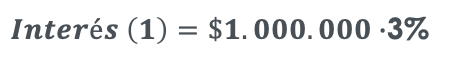 Interés (1) = $1.000.000 ·3%